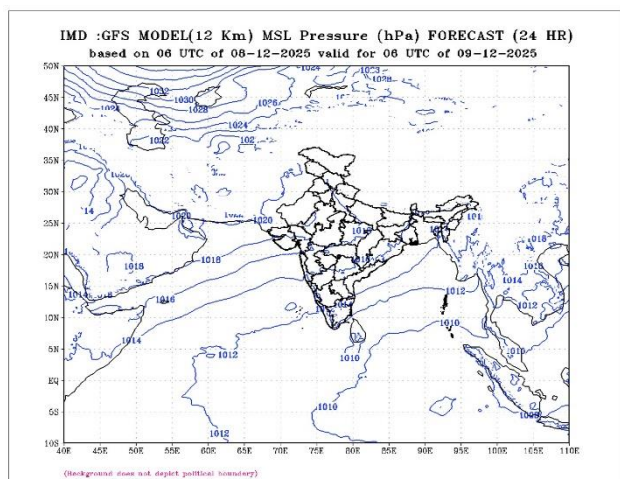 IMD :GFS MODEL(12 Km) MSL Pressure (hPa) FORECAST (24 HR)
based on 06 UTC of 08-12-2025 valid for 06 UTC of 09-12-2025
50N
45N
40N
35N
30N
25N
20N
15N
10N
5N
EQ
5S
10S
1024
1023
1028
1032
1030
1028
1026
1024
1022
1020
1020
1020
14
1018
1018
1018
1016
1014
1012
1014
1012
1010
1010
1012
1010
1010
1012
40E 45E 50E 55E 60E 65E 70E 75E 80E 85E 90E 95E 100E 105E 110E
(Background does not depict political boundary)